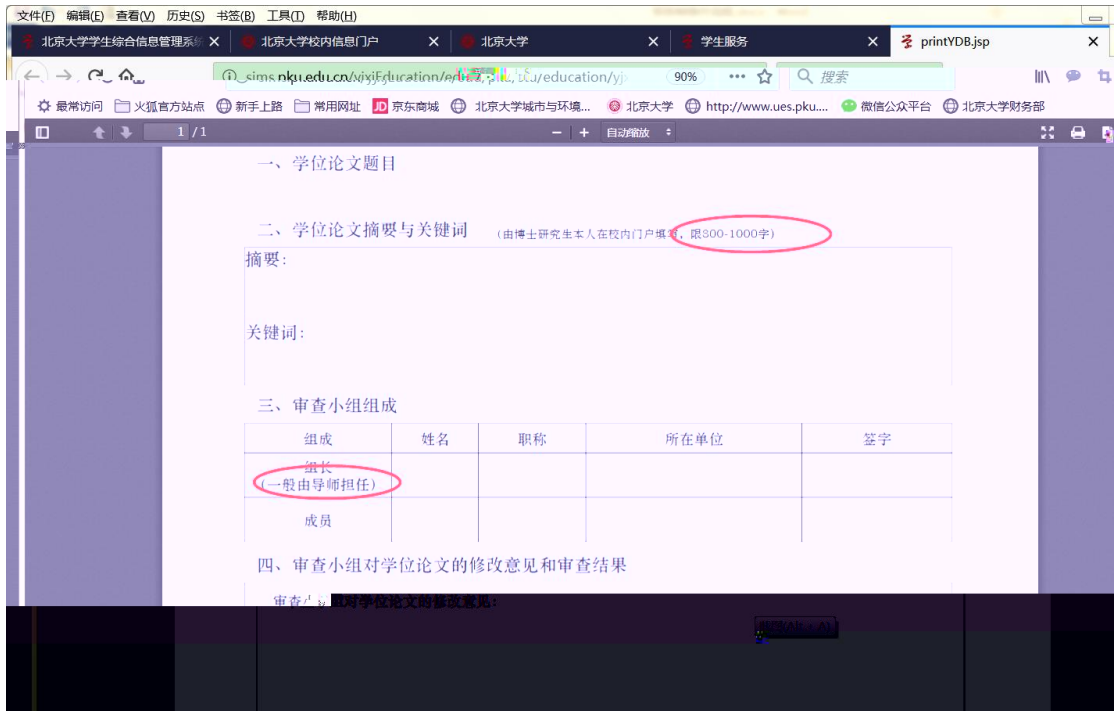 文件(F) 编辑(E) 查看(V) 历史(S) 书签(B) 工具(T) 帮助(H)
北京大学学生综合信息管理系统 北京大学校内信息门户 北京大学 学生服务 printYDB.jsp
90% 搜索
最常访问 火狐官方站点 新手上路 常用网址 JD 京东商城 北京大学城市与环境... 北京大学 http://www.ues.pku.... 微信公众平台 北京大学财务部
1 / 1 自动缩放
一、学位论文题目
二、学位论文摘要与关键词 (由博士研究生本人在校内门户填写，限800-1000字)
摘要:
关键词:
三、审查小组组成
组成 姓名 职称 所在单位 签字
组长
(一般由导师担任)
成员
四、审查小组对学位论文的修改意见和审查结果
审查小组对学位论文的修改意见: